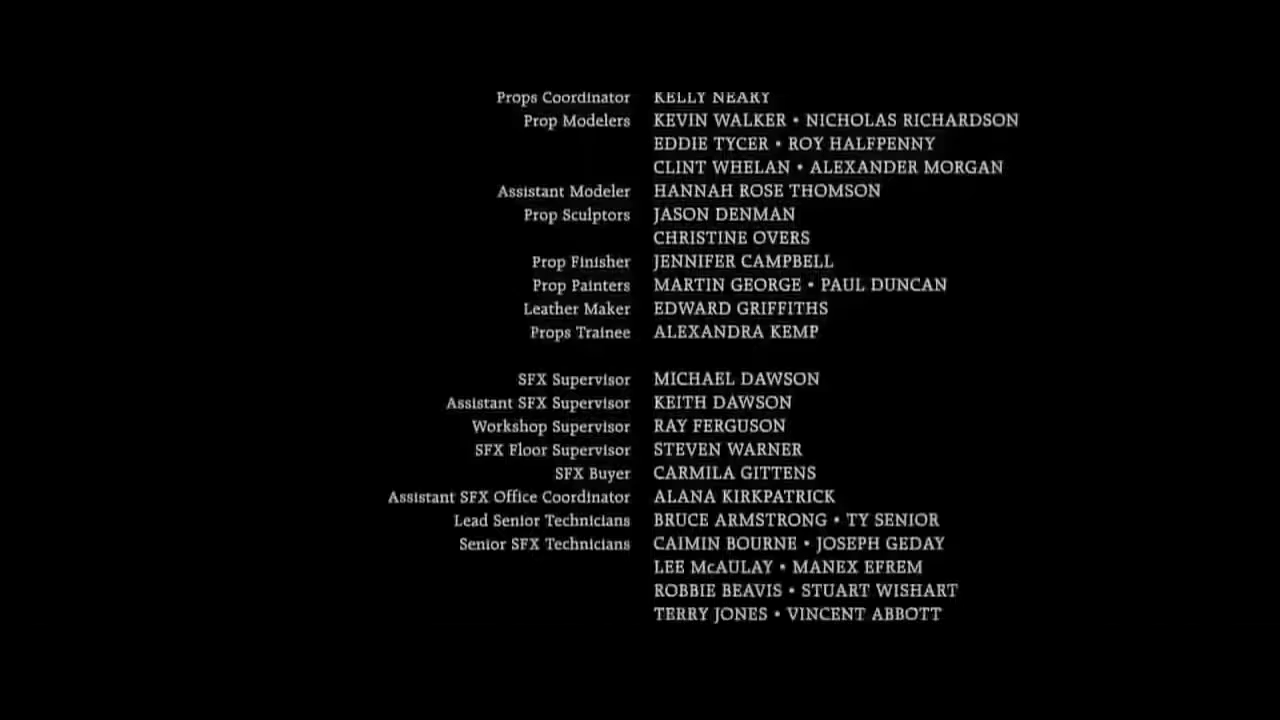 Props Coordinator KELLY NEARY
Prop Modelers KEVIN WALKER • NICHOLAS RICHARDSON
EDDIE TYCER • ROY HALFPENNY
CLINT WHELAN • ALEXANDER MORGAN
Assistant Modeler HANNAH ROSE THOMSON
Prop Sculptors JASON DENMAN
CHRISTINE OVERS
Prop Finisher JENNIFER CAMPBELL
Prop Painters MARTIN GEORGE • PAUL DUNCAN
Leather Maker EDWARD GRIFFITHS
Props Trainee ALEXANDRA KEMP
SFX Supervisor MICHAEL DAWSON
Assistant SFX Supervisor KEITH DAWSON
Workshop Supervisor RAY FERGUSON
SFX Floor Supervisor STEVEN WARNER
SFX Buyer CARMILA GITTENS
Assistant SFX Office Coordinator ALANA KIRKPATRICK
Lead Senior Technicians BRUCE ARMSTRONG • TY SENIOR
Senior SFX Technicians CAIMIN BOURNE • JOSEPH GEDAY
LEE McAULAY • MANEX EFREM
ROBBIE BEAVIS • STUART WISHART
TERRY JONES • VINCENT ABBOTT